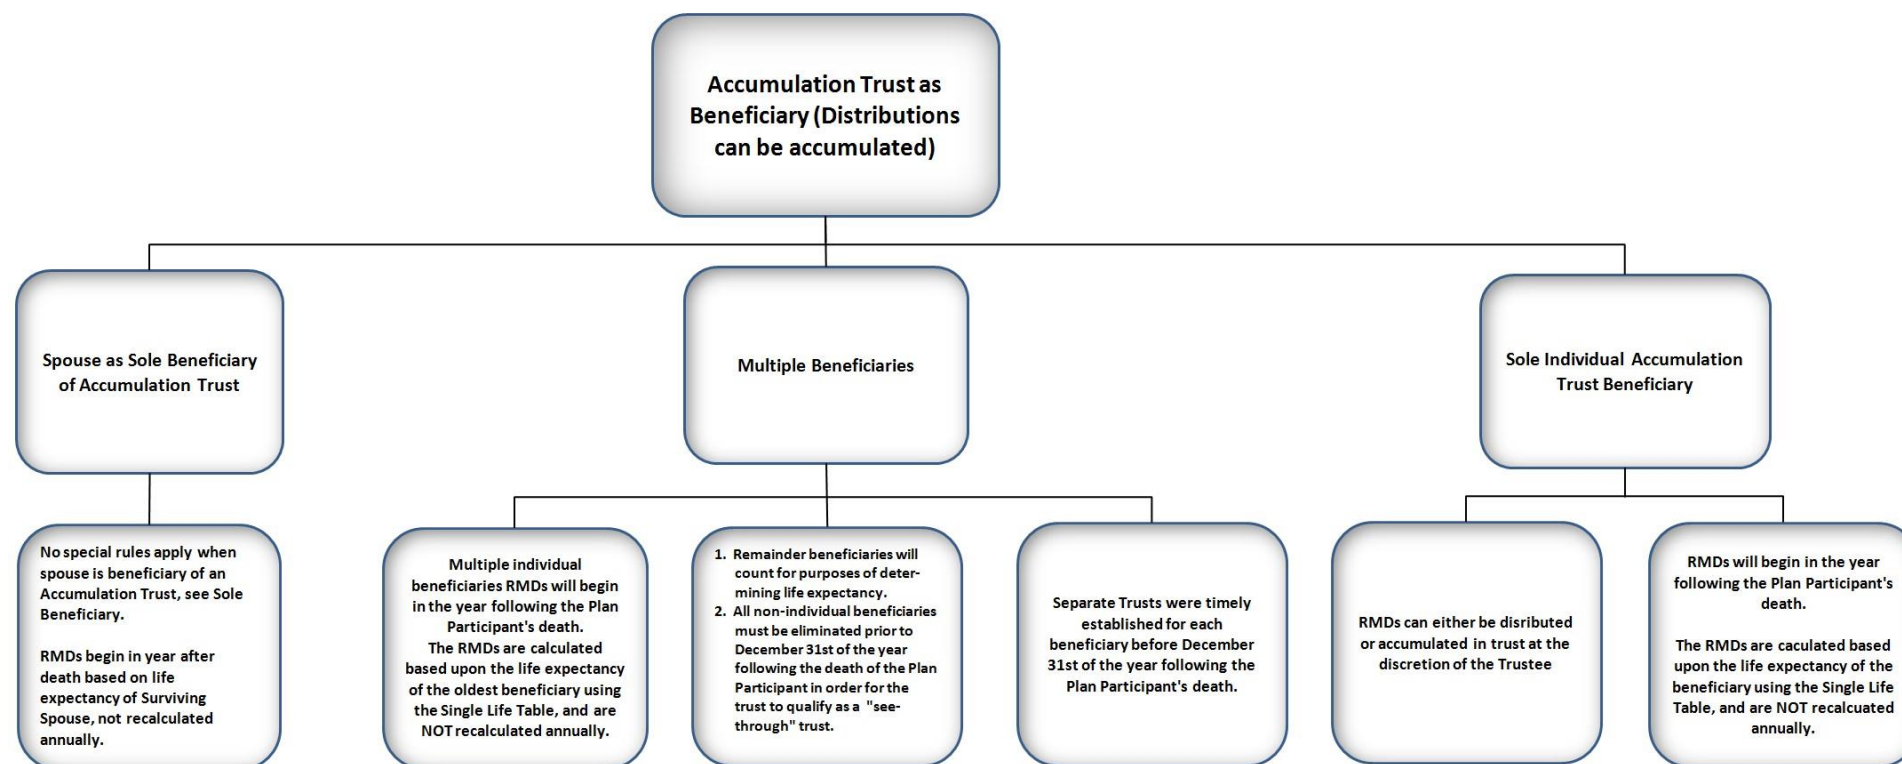 Accumulation Trust as
Beneficiary (Distributions
can be accumulated)
Spouse as Sole Beneficiary
of Accumulation Trust
Multiple Beneficiaries
Sole Individual Accumulation
Trust Beneficiary
No special rules apply when
spouse is beneficiary of an
Accumulation Trust, see Sole
Beneficiary.
RMDs begin in year after
death based on life
expectancy of Surviving
Spouse, not recalculated
annually.
Multiple individual
beneficiaries RMDs will begin
in the year following the Plan
Participant's death.
The RMDs are calculated
based upon the life expectancy
of the oldest beneficiary using
the Single Life Table, and are
NOT recalculated annually.
1. Remainder beneficiaries will
count for purposes of deter-
mining life expectancy.
2. All non-individual beneficiaries
must be eliminated prior to
December 31st of the year
following the death of the Plan
Participant in order for the
trust to qualify as a "see-
through" trust.
Separate Trusts were timely
established for each
beneficiary before December
31st of the year following the
Plan Participant's death.
RMDs can either be disributed
or accumulated in trust at the
discretion of the Trustee
RMDs will begin in the year
following the Plan Participant's
death.
The RMDs are caculated based
upon the life expectancy of the
beneficiary using the Single Life
Table, and are NOT recalcuated
annually.